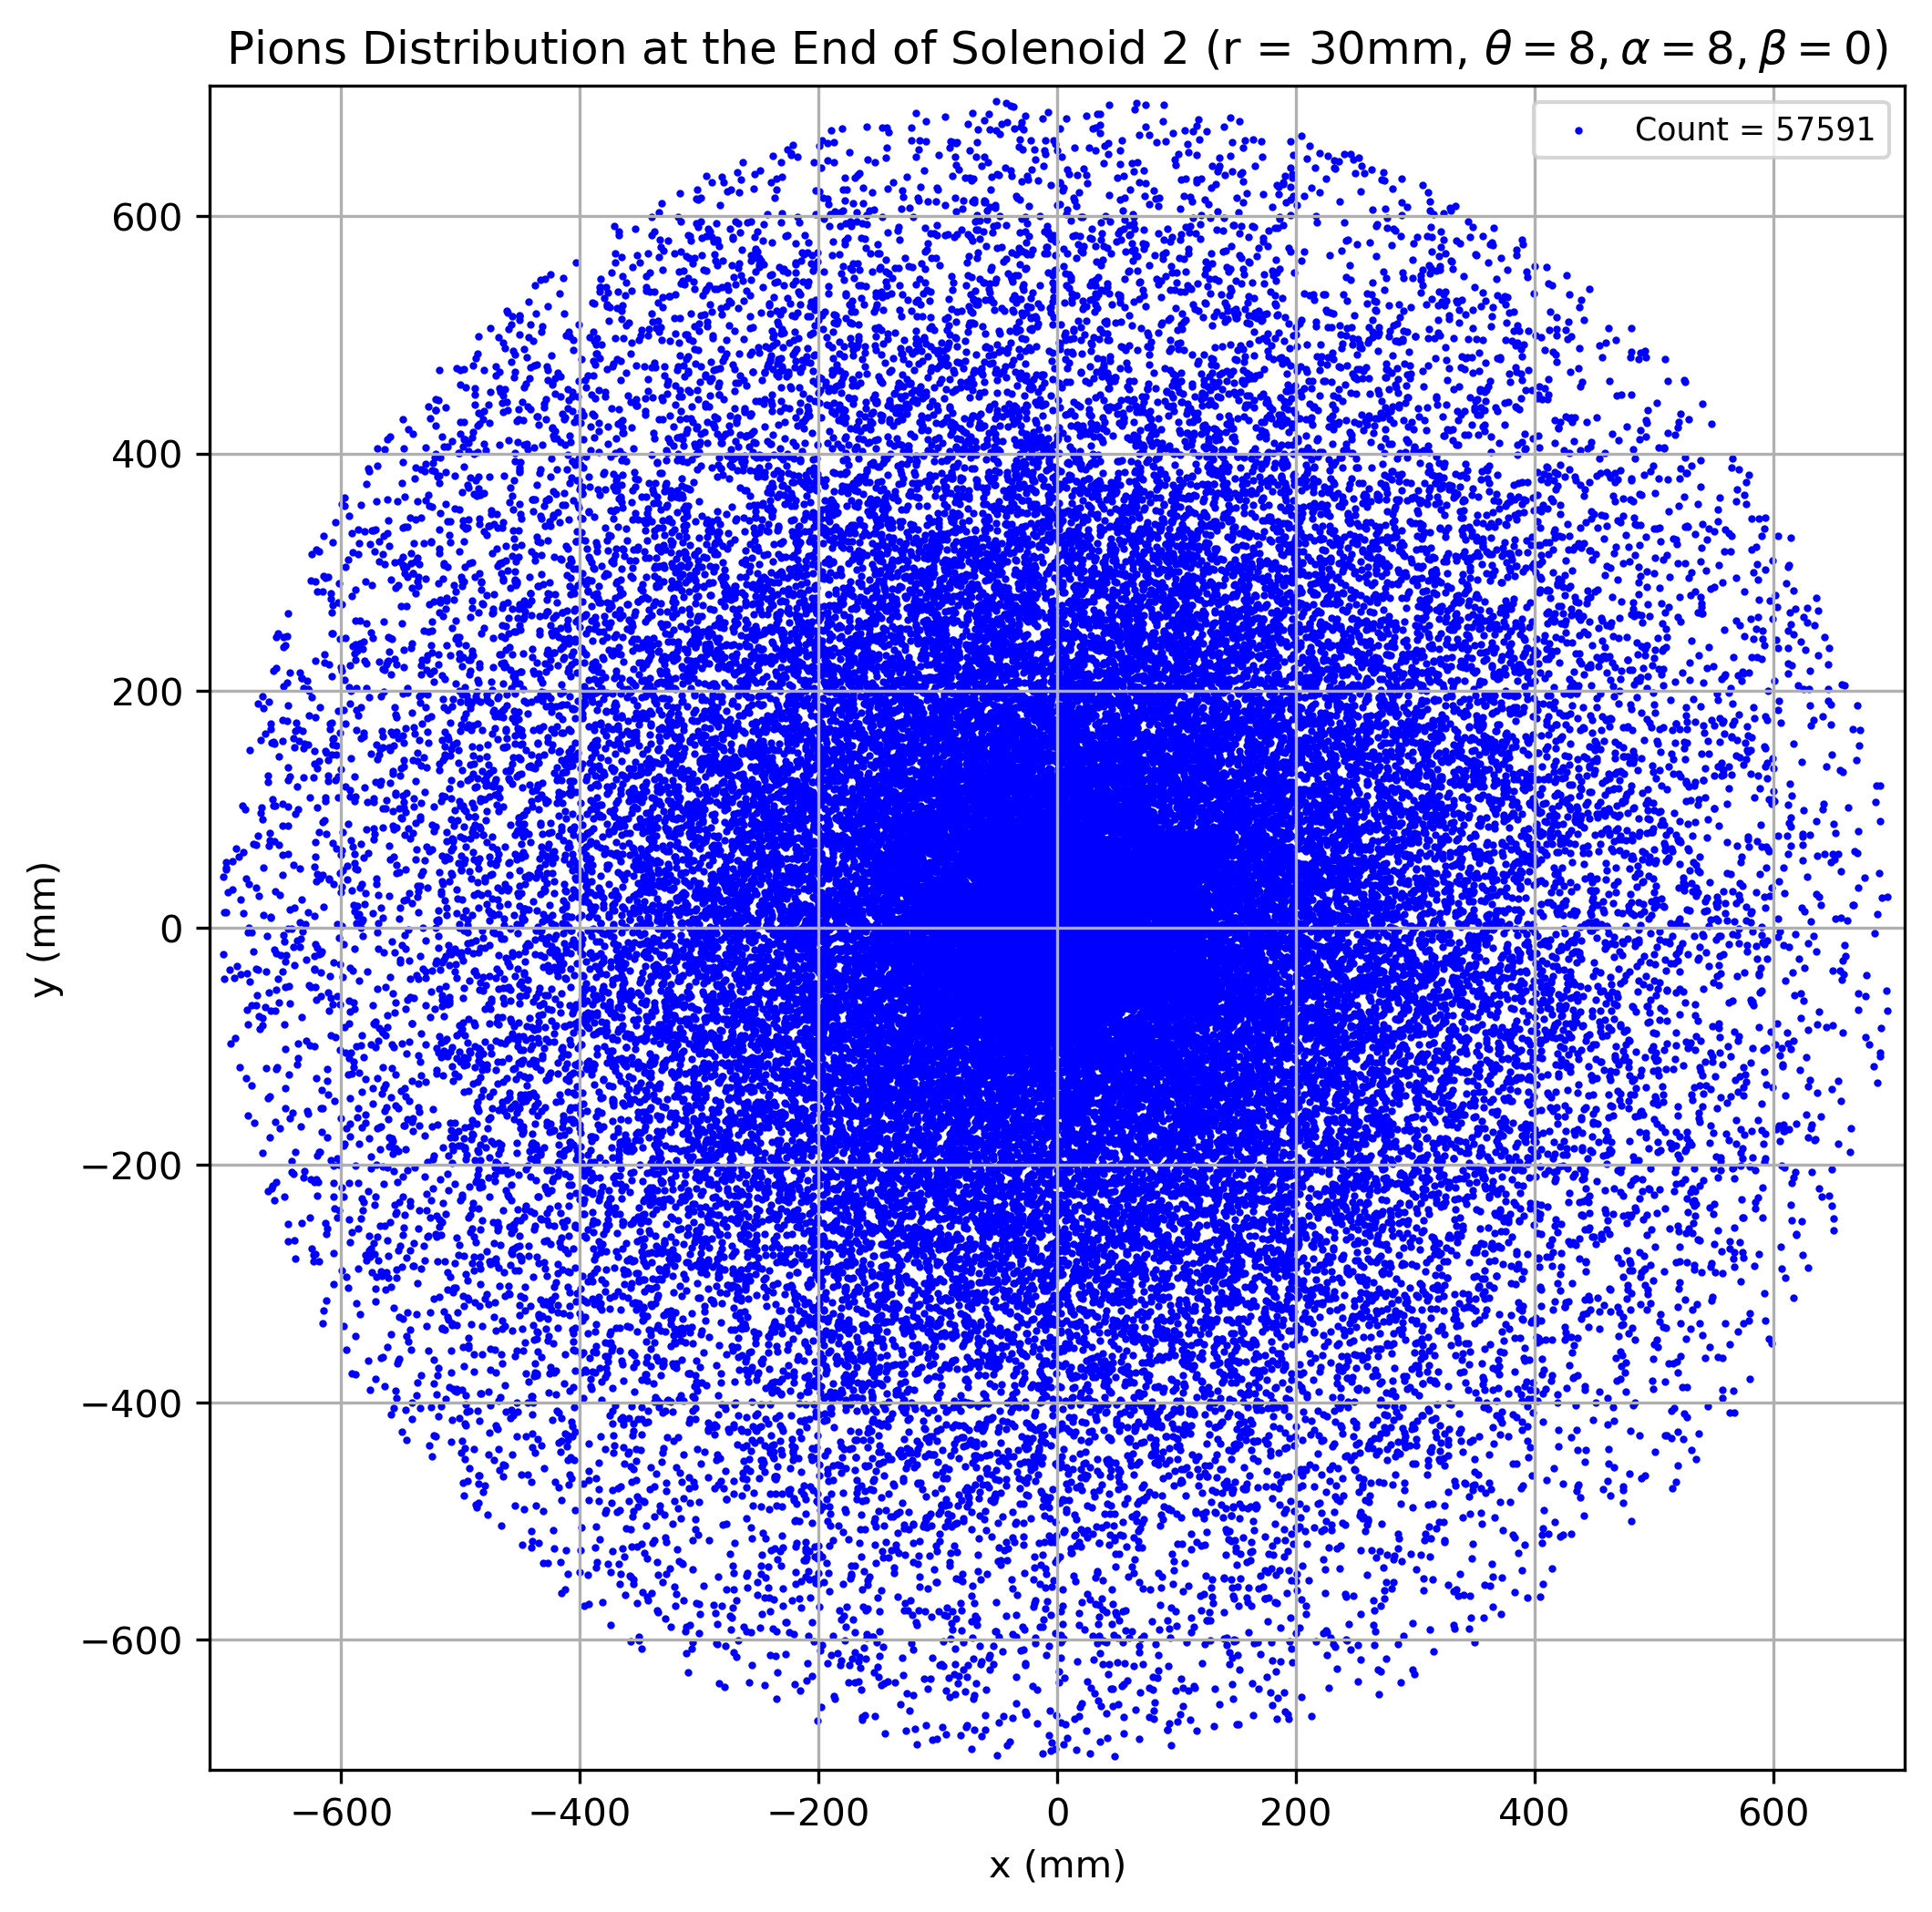 Pions Distribution at the End of Solenoid 2 (r = 30mm, θ = 8, α = 8, β = 0)
Count = 57591
600
400
200
0
−200
−400
−600
y (mm)
−600 −400 −200 0 200 400 600
x (mm)